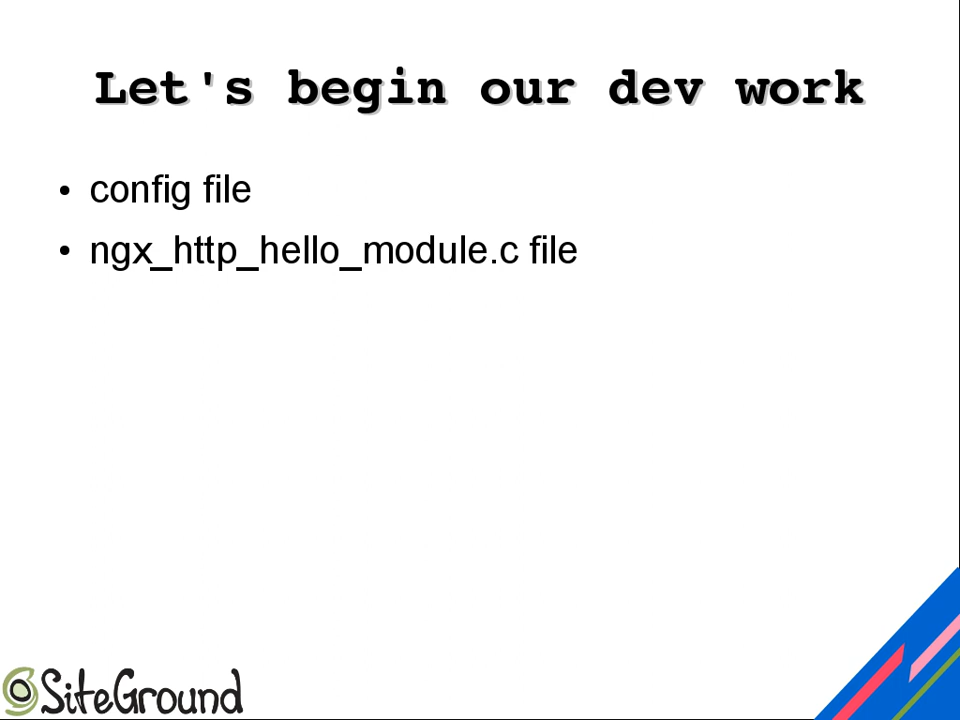 Let's begin our dev work
• config file
• ngx_http_hello_module.c file
SiteGround